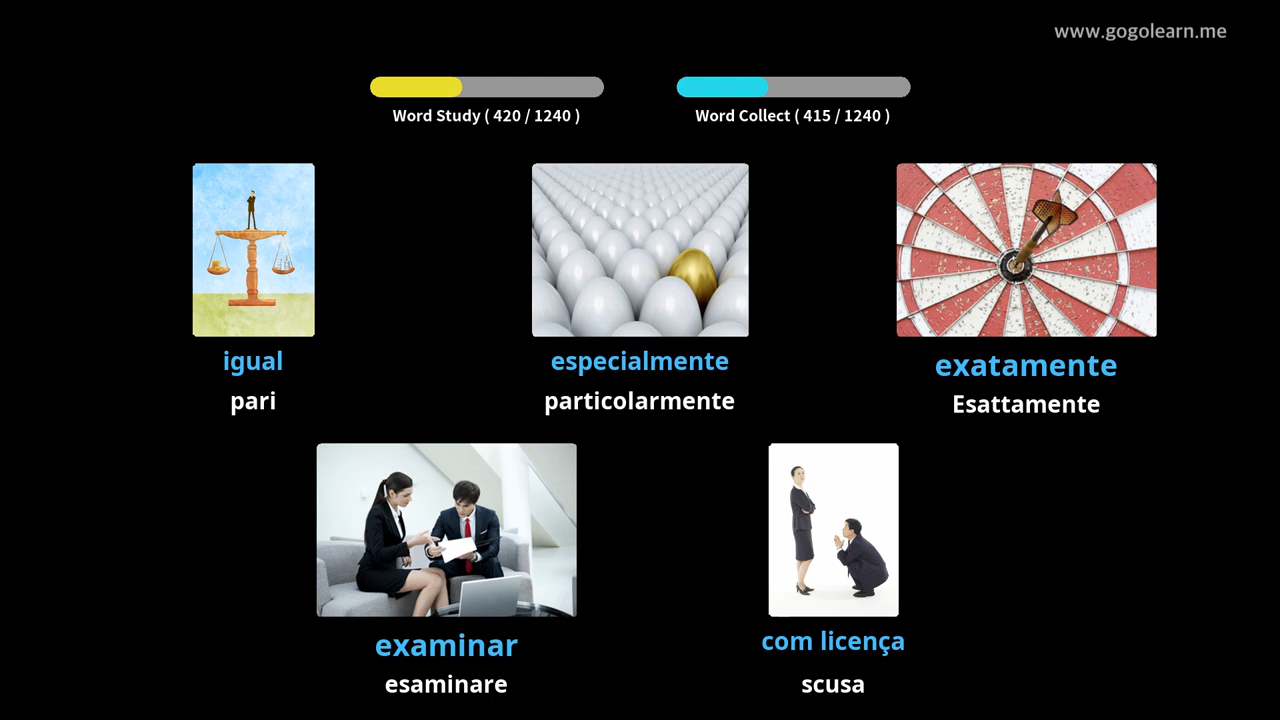 www.gogolearn.me
Word Study ( 420 / 1240 )
Word Collect ( 415 / 1240 )
igual
pari
especialmente
particolarmente
exatamente
Esattamente
examinar
esaminare
com licença
scusa